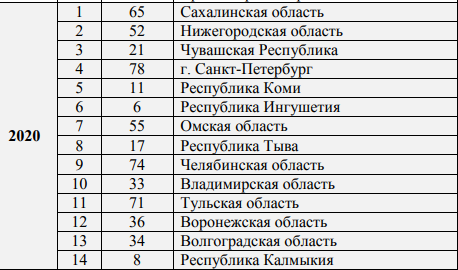 1 65 Сахалинская область
2 52 Нижегородская область
3 21 Чувашская Республика
4 78 г. Санкт-Петербург
5 11 Республика Коми
6 6 Республика Ингушетия
2020
7 55 Омская область
8 17 Республика Тыва
9 74 Челябинская область
10 33 Владимирская область
11 71 Тульская область
12 36 Воронежская область
13 34 Волгоградская область
14 8 Республика Калмыкия